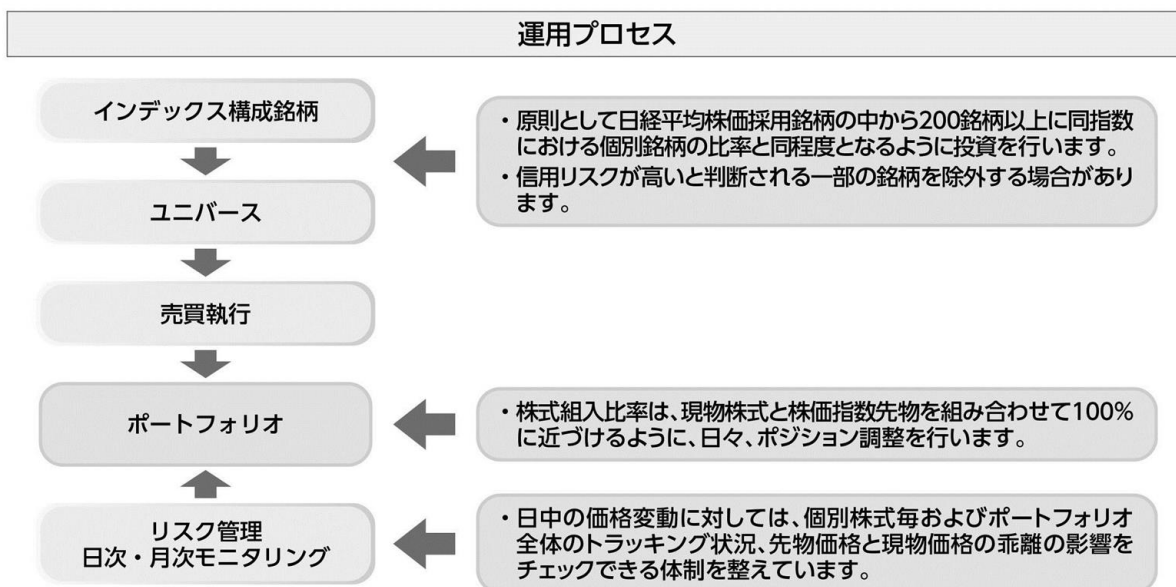 運用プロセス
インデックス構成銘柄
・原則として日経平均株価採用銘柄の中から200銘柄以上に同指数
における個別銘柄の比率と同程度となるように投資を行います。
・信用リスクが高いと判断される一部の銘柄を除外する場合があり
ます。
ユニバース
売買執行
ポートフォリオ
・株式組入比率は、現物株式と株価指数先物を組み合わせて100%
に近づけるように、日々、ポジション調整を行います。
リスク管理
日次・月次モニタリング
・日中の価格変動に対しては、個別株式毎およびポートフォリオ
全体のトラッキング状況、先物価格と現物価格の乖離の影響を
チェックできる体制を整えています。